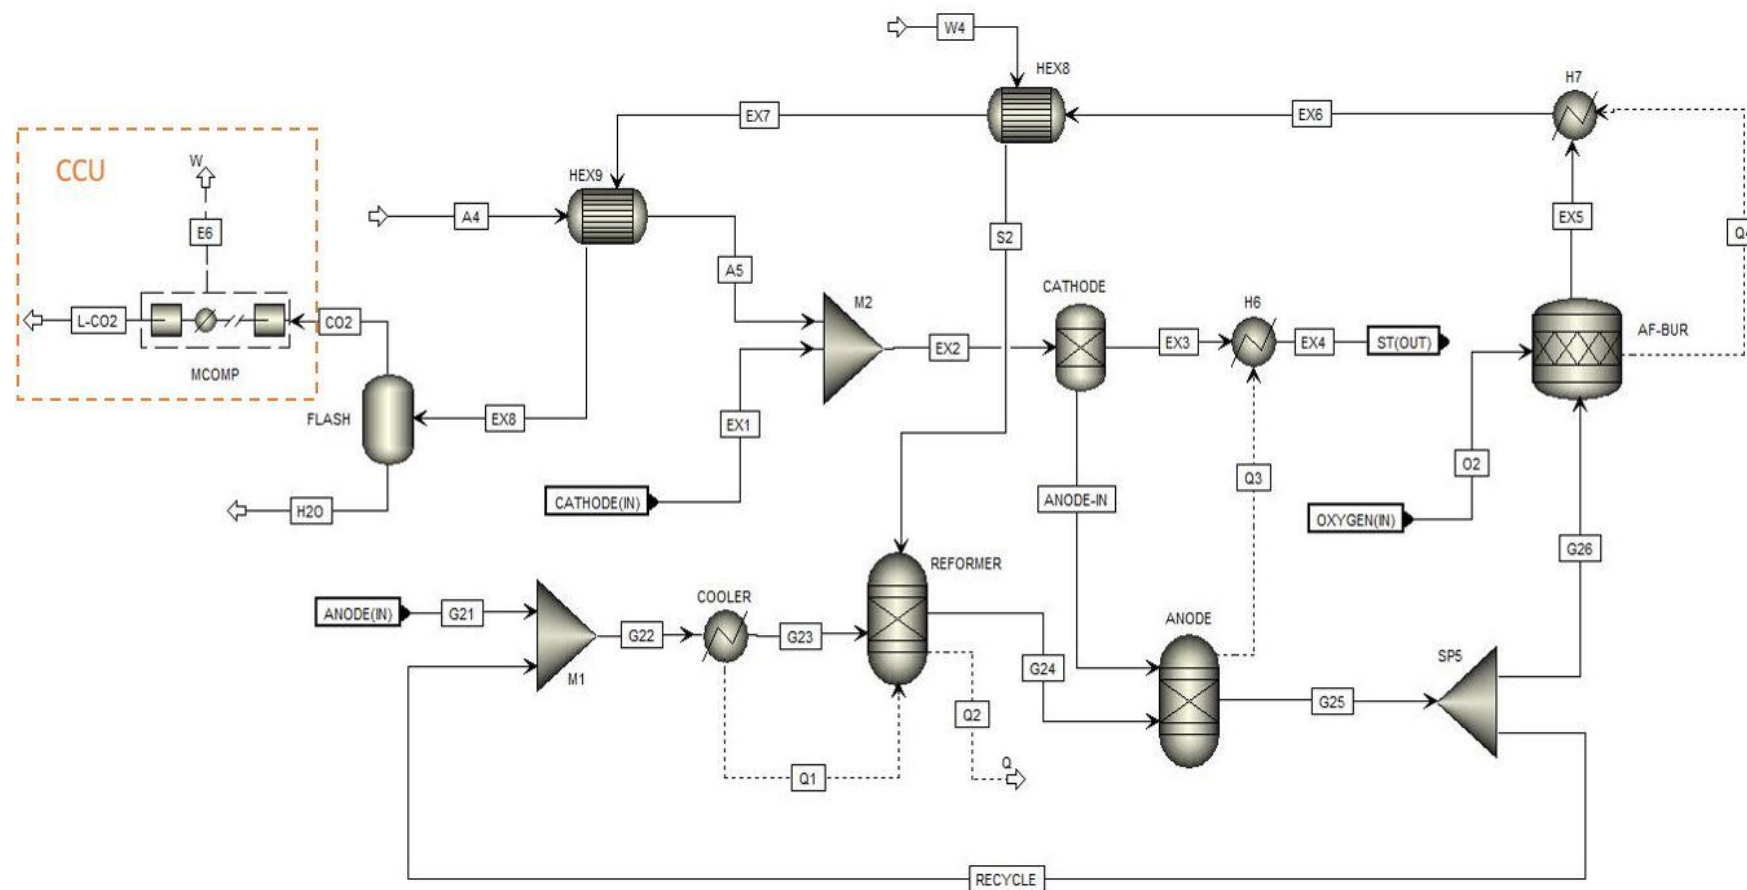 W4
HEX8
H7
EX7
EX6
CCU
W
HEX9
A4
E6
S2
EX5
Q4
A5
CATHODE
M2
H6
L-CO2
CO2
EX2
EX3
EX4
ST(OUT)
AF-BUR
MCOMP
FLASH
EX8
EX1
O2
Q3
CATHODE(IN)
ANODE-IN
H2O
OXYGEN(IN)
G26
REFORMER
COOLER
ANODE(IN)
G21
ANODE
G22
G23
SP5
G24
M1
G25
Q2
Q1
Q
RECYCLE